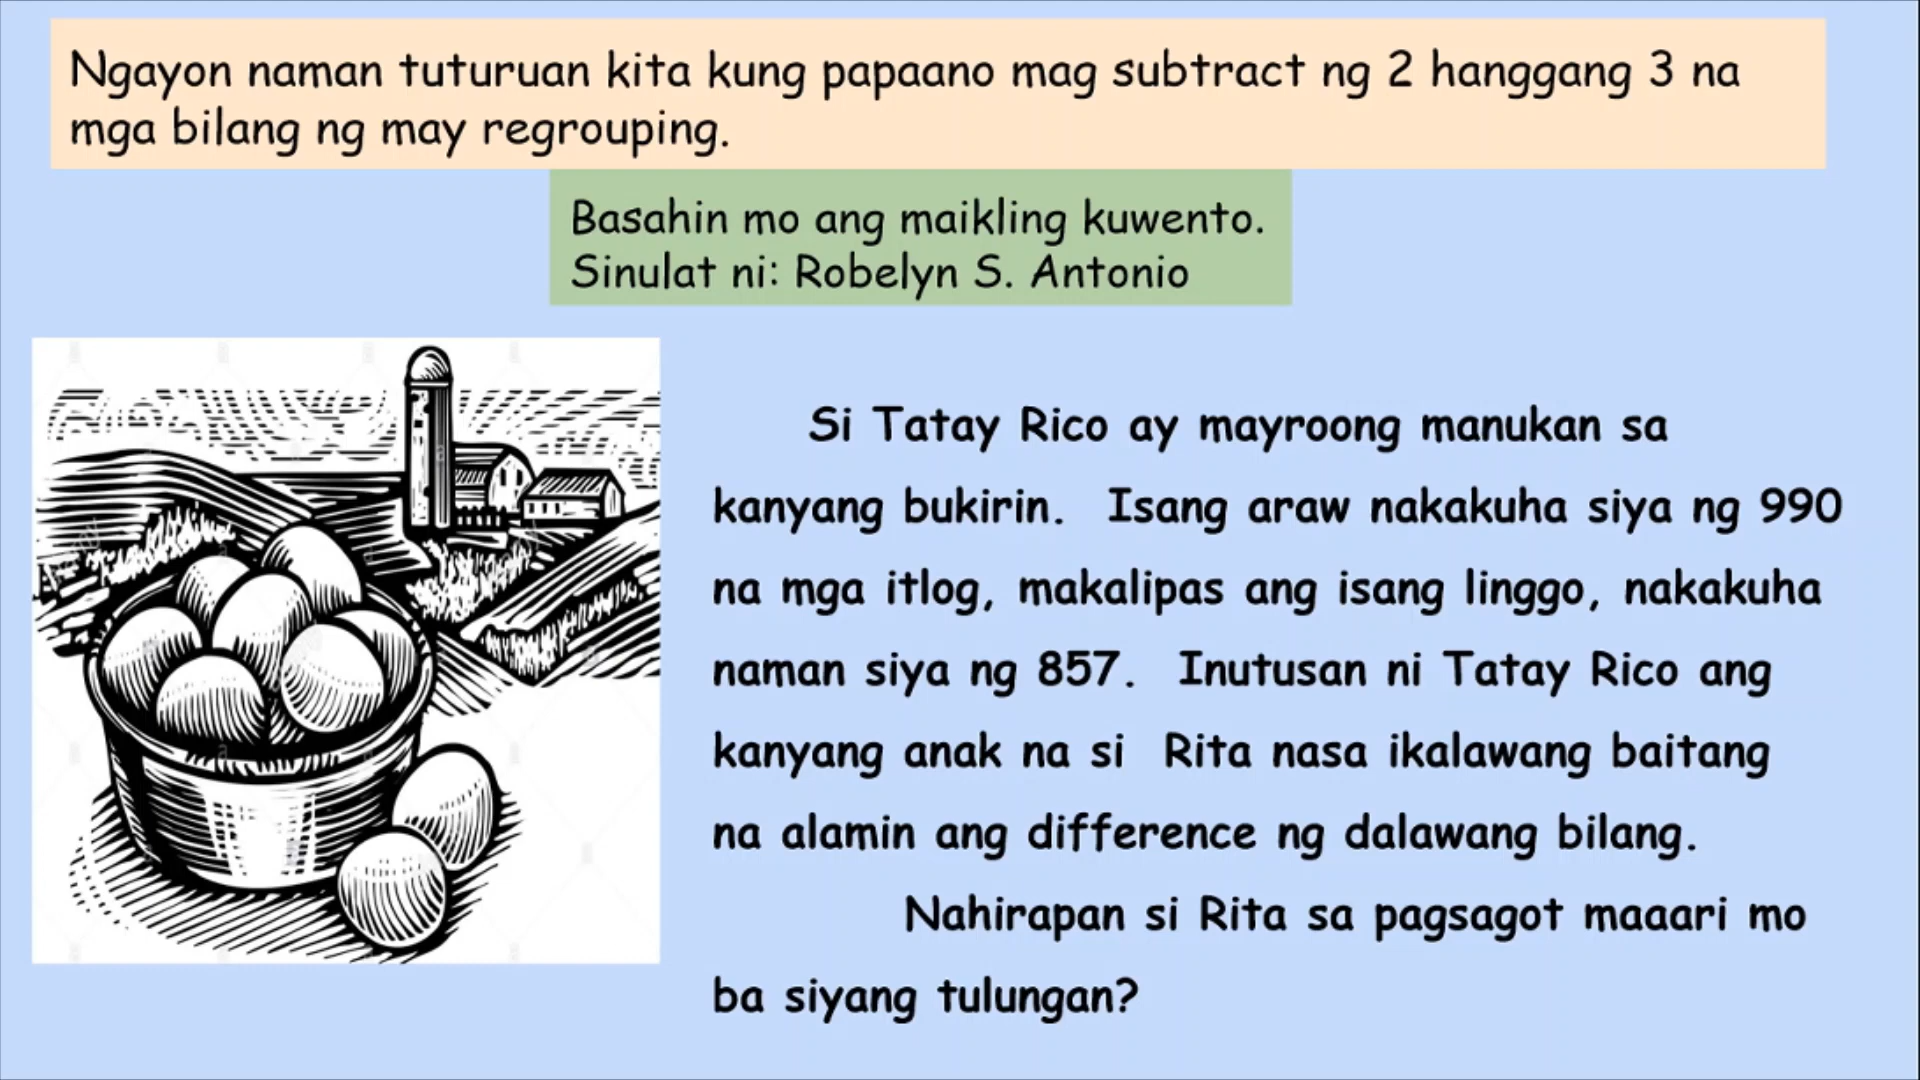 Ngayon naman tuturuan kita kung papaano mag subtract ng 2 hanggang 3 na
mga bilang ng may regrouping.
Basahin mo ang maikling kuwento.
Sinulat ni: Robelyn S. Antonio
Si Tatay Rico ay mayroong manukan sa
kanyang bukirin. Isang araw nakakuha siya ng 990
na mga itlog, makalipas ang isang linggo, nakakuha
naman siya ng 857. Inutusan ni Tatay Rico ang
kanyang anak na si Rita nasa ikalawang baitang
na alamin ang difference ng dalawang bilang.
Nahirapan si Rita sa pagsagot maaari mo
ba siyang tulungan?